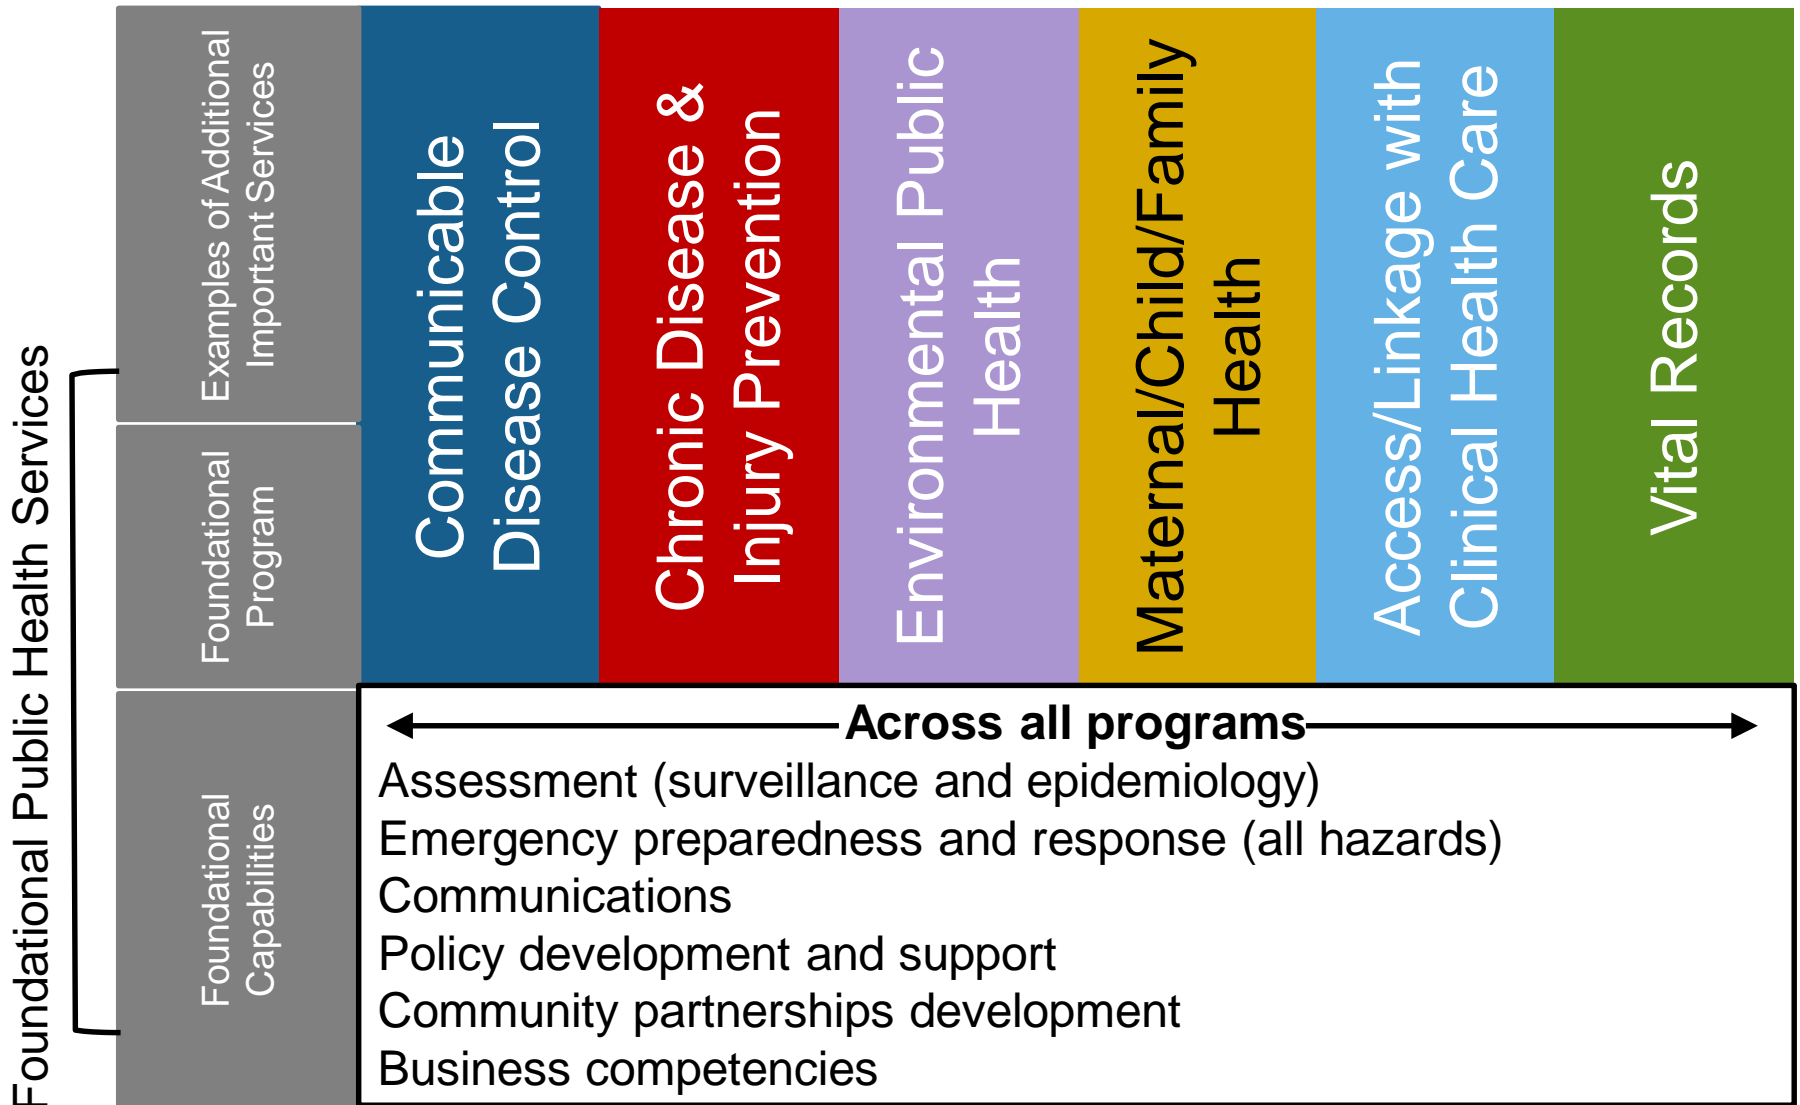 Foundational Public Health Services
Examples of Additional
Important Services
Foundational
Program
Foundational
Capabilities
Communicable
Disease Control
Chronic Disease &
Injury Prevention
Environmental Public
Health
Maternal/Child/Family
Health
Access/Linkage with
Clinical Health Care
Vital Records
Across all programs
Assessment (surveillance and epidemiology)
Emergency preparedness and response (all hazards)
Communications
Policy development and support
Community partnerships development
Business competencies